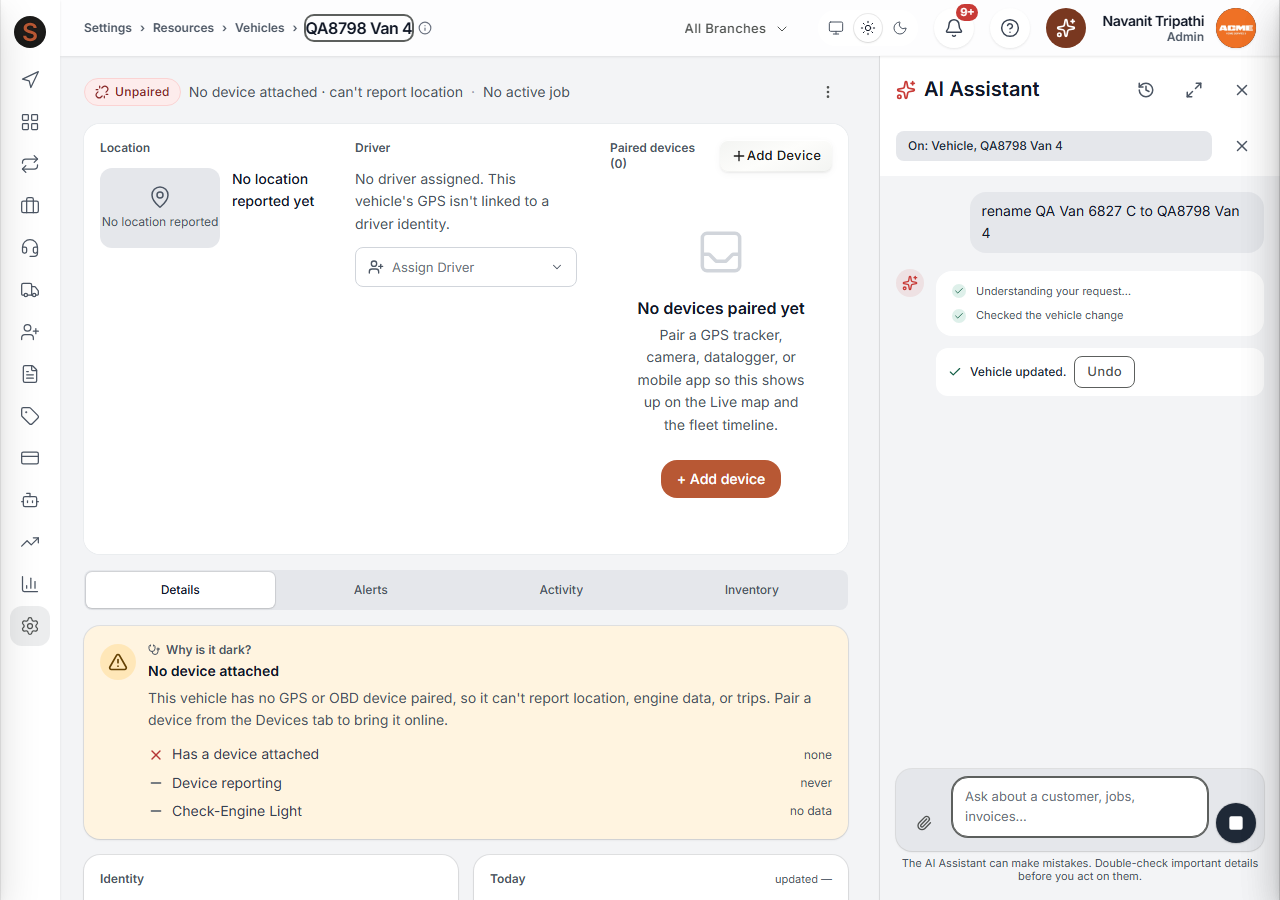 S
Settings › Resources › Vehicles › QA8798 Van 4
All Branches
9+
Navanit Tripathi
Admin
ACME
Unpaired
No device attached · can't report location · No active job
Location
No location reported
No location
reported yet
Driver
No driver assigned. This
vehicle's GPS isn't linked to a
driver identity.
Assign Driver
Paired devices
(0)
+ Add Device
No devices paired yet
Pair a GPS tracker,
camera, datalogger, or
mobile app so this shows
up on the Live map and
the fleet timeline.
+ Add device
Details
Alerts
Activity
Inventory
Why is it dark?
No device attached
This vehicle has no GPS or OBD device paired, so it can't report location, engine data, or trips. Pair a
device from the Devices tab to bring it online.
Has a device attached none
Device reporting never
Check-Engine Light no data
Identity
Today updated —
AI Assistant
On: Vehicle, QA8798 Van 4
rename QA Van 6827 C to QA8798 Van
4
Understanding your request...
Checked the vehicle change
Vehicle updated. Undo
Ask about a customer, jobs,
invoices...
The AI Assistant can make mistakes. Double-check important details
before you act on them.